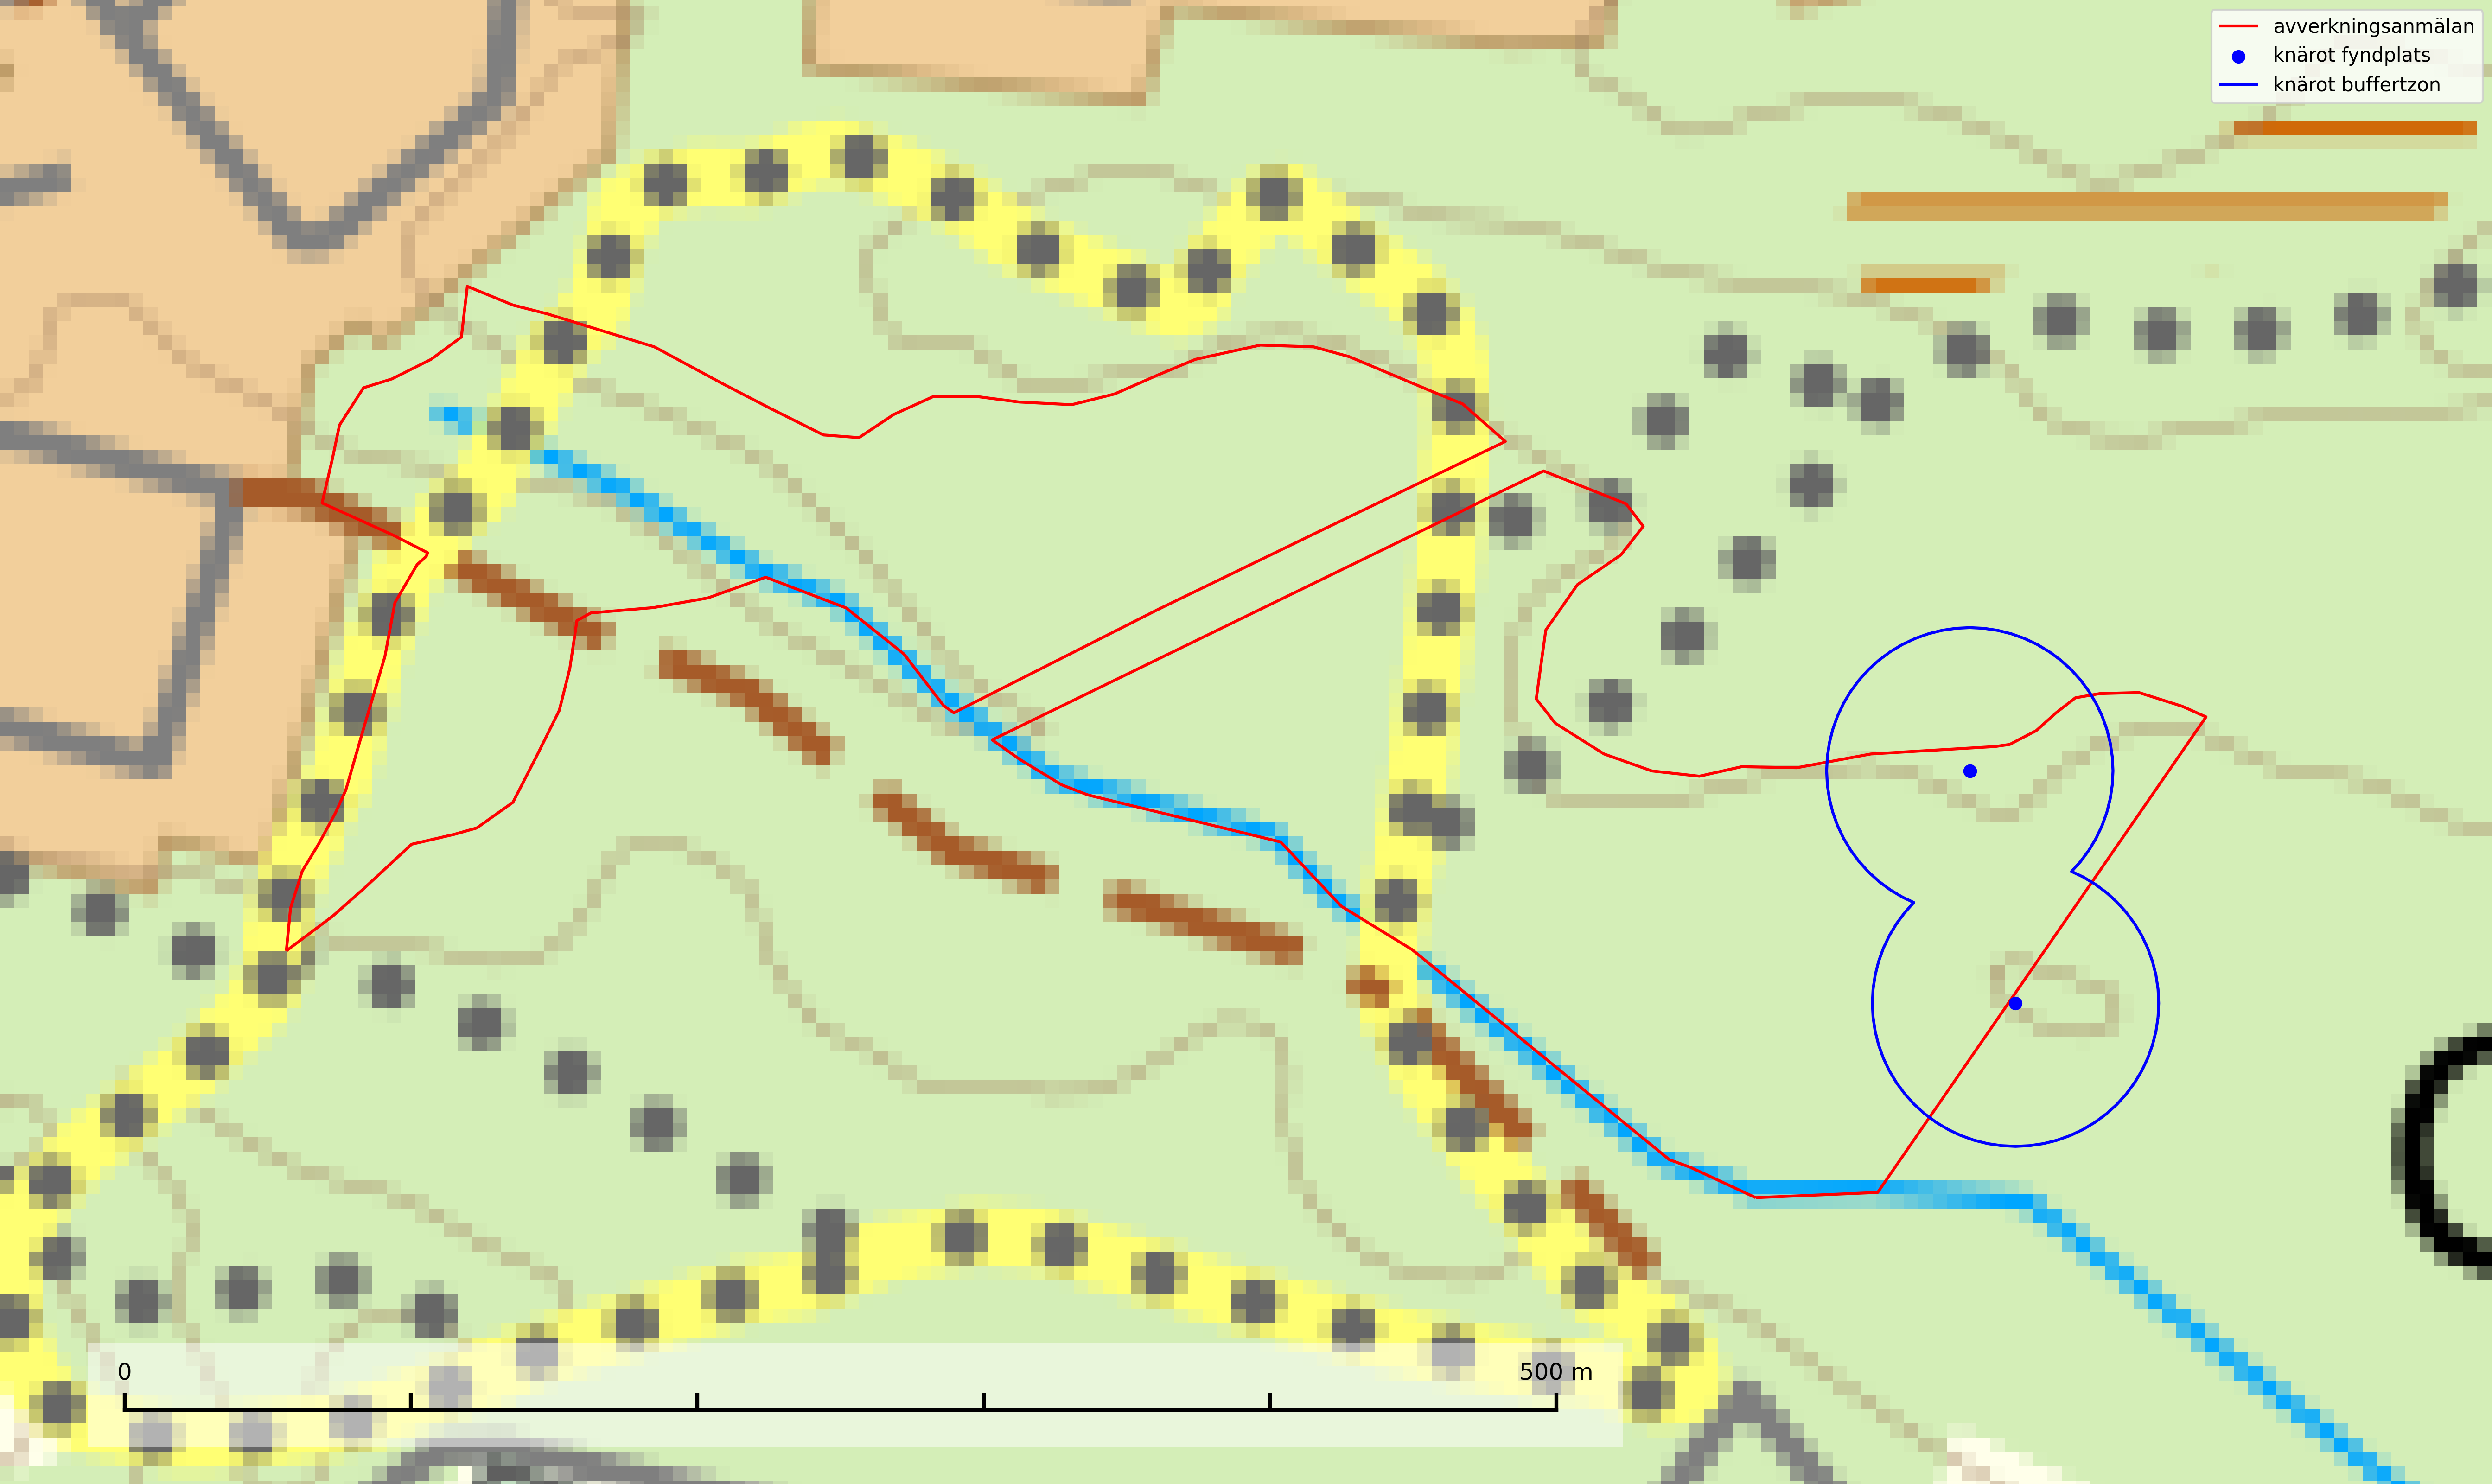 avverkningsanmälan
knärot fyndplats
knärot buffertzon
0 500 m